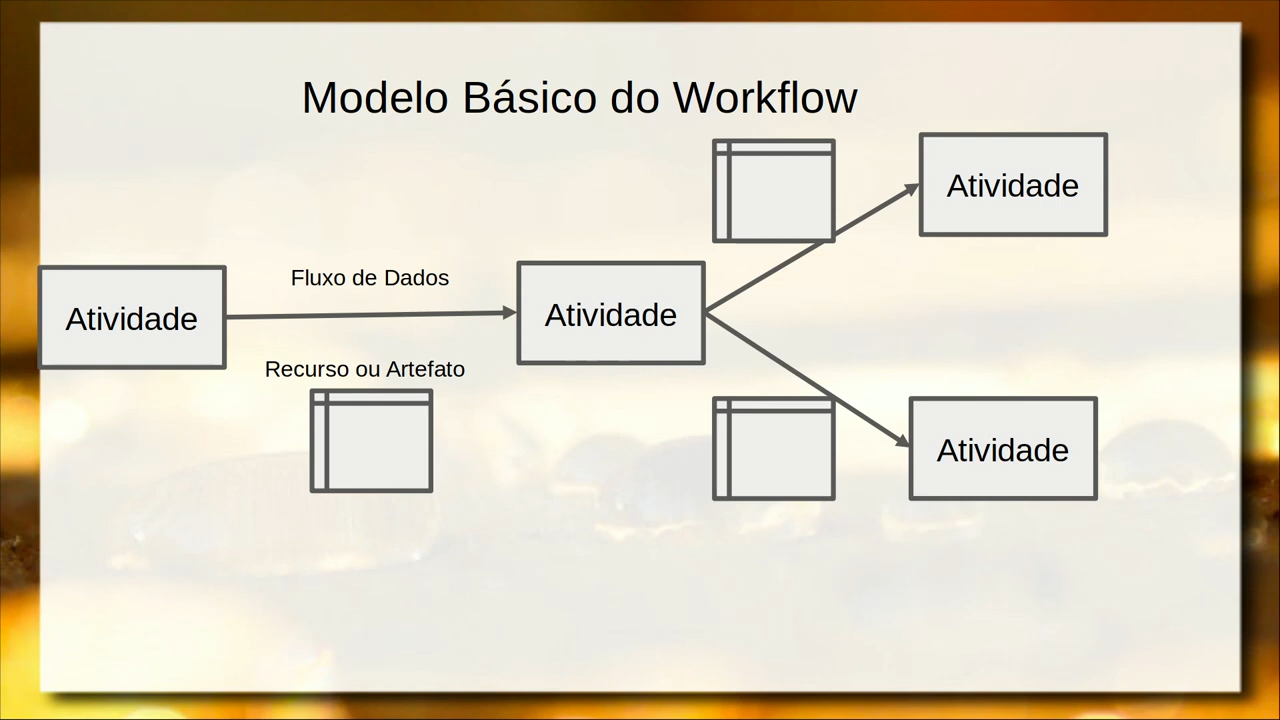 Modelo Básico do Workflow
Atividade
Fluxo de Dados
Atividade
Atividade
Recurso ou Artefato
Atividade